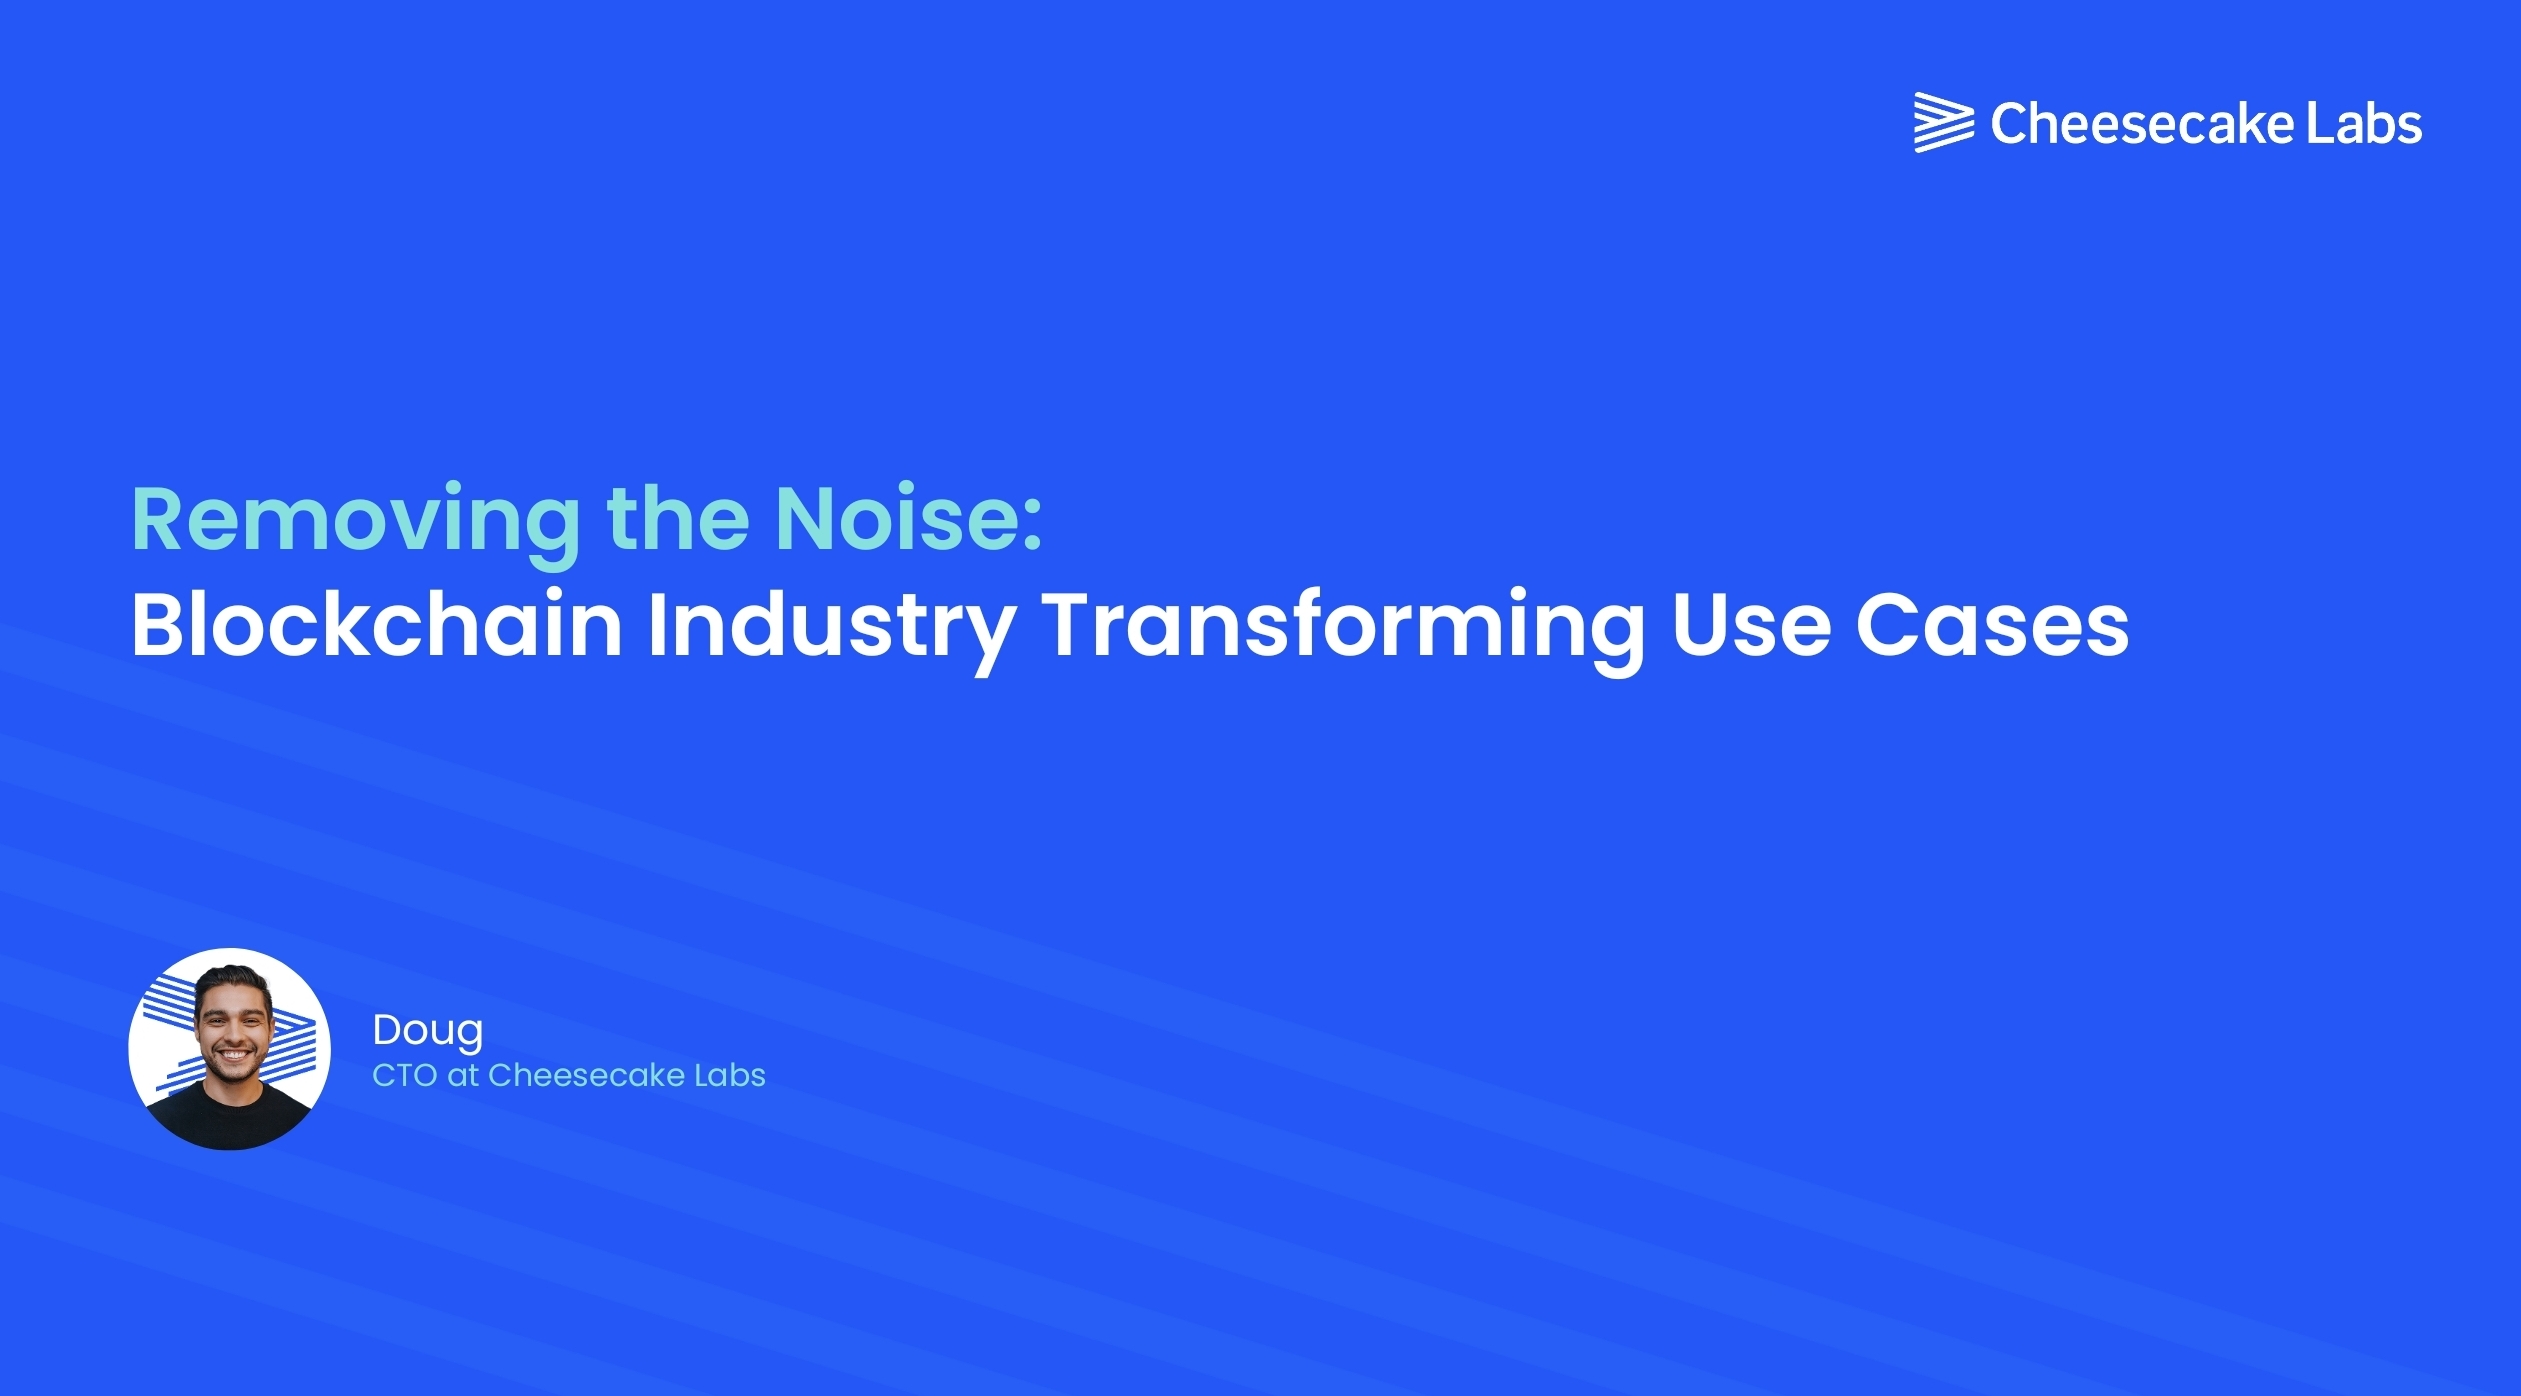 Cheesecake Labs
Removing the Noise:
Blockchain Industry Transforming Use Cases
Doug
CTO at Cheesecake Labs